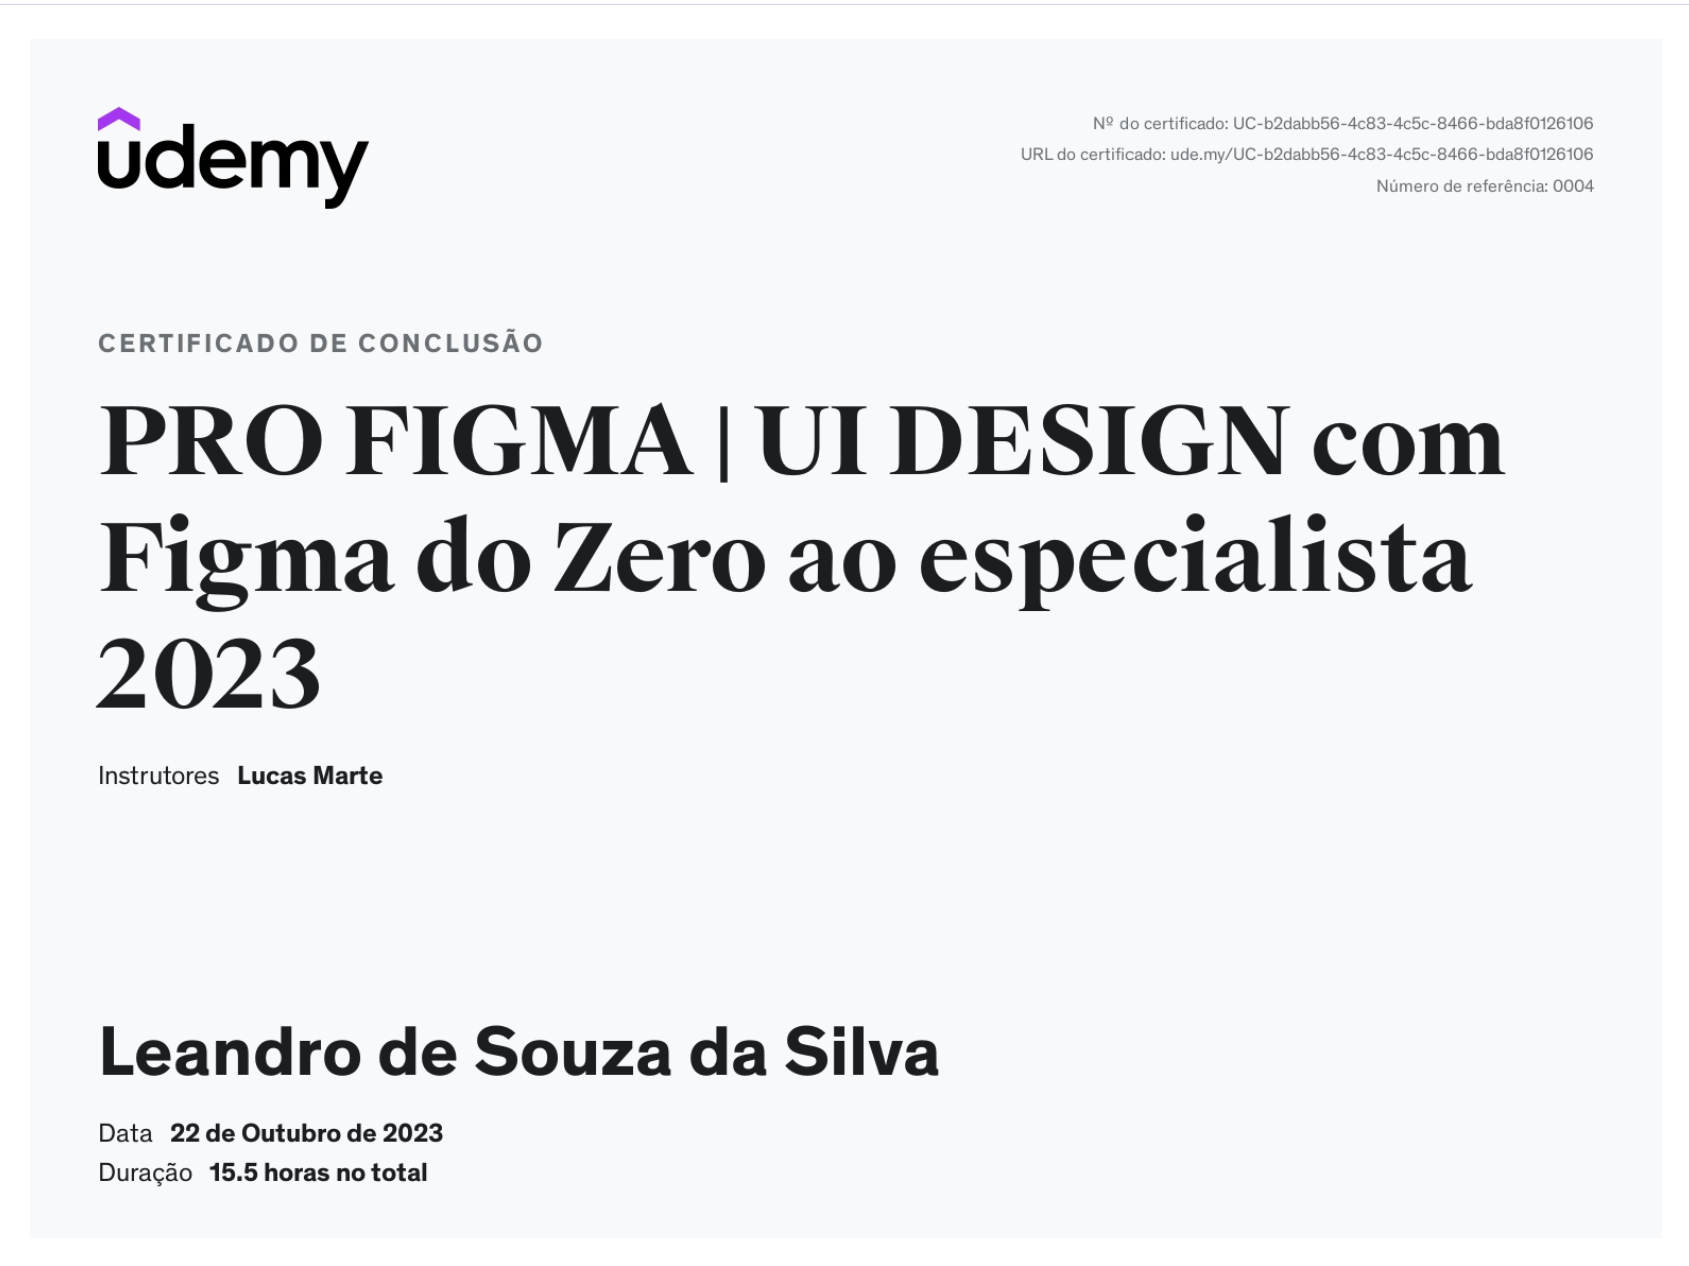 udemy
Nº do certificado: UC-b2dabb56-4c83-4c5c-8466-bda8f0126106
URL do certificado: ude.my/UC-b2dabb56-4c83-4c5c-8466-bda8f0126106
Número de referência: 0004
CERTIFICADO DE CONCLUSÃO
PRO FIGMA | UI DESIGN com
Figma do Zero ao especialista
2023
Instrutores Lucas Marte
Leandro de Souza da Silva
Data 22 de Outubro de 2023
Duração 15.5 horas no total